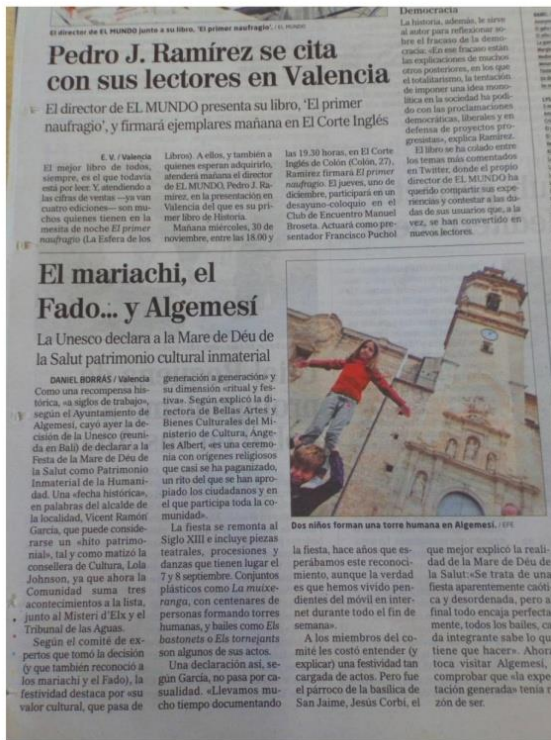 El director de EL MUNDO junto a su libro, 'El primer naufragio'. / EL MUNDO
Pedro J. Ramírez se cita
con sus lectores en Valencia
El director de EL MUNDO presenta su libro, 'El primer
naufragio', y firmará ejemplares mañana en El Corte Inglés
E. V. / Valencia
El mejor libro de todos,
siempre, es el que todavía
está por leer. Y, atendiendo a
las cifras de ventas —ya van
cuatro ediciones— son mu-
chos quienes tienen en la
mesita de noche El primer
naufragio (La Esfera de los
Libros). A ellos, y también a
quienes esperan adquirirlo,
atenderá mañana el director
de EL MUNDO, Pedro J. Ra-
mírez, en la presentación en
Valencia del que es su pri-
mer libro de Historia.
Mañana miércoles, 30 de
noviembre, entre las 18.00 y
las 19.30 horas, en El Corte
Inglés de Colón (Colón, 27),
Ramírez firmará El primer
naufragio. El jueves, uno de
diciembre, participará en un
desayuno-coloquio en el
Club de Encuentro Manuel
Broseta. Actuará como pre-
sentador Francisco Puchol
Democracia
La historia, además, le sirve
al autor para reflexionar so-
bre el fracaso de la demo-
cracia: «En ese fracaso están
las explicaciones de muchos
otros posteriores, en los que
el totalitarismo, la tentación
de imponer una idea mono-
lítica en la sociedad ha podi-
do con las proclamaciones
democráticas, liberales y en
defensa de proyectos pro-
gresistas», explica Ramírez.
El libro se ha colado entre
los temas más comentados
en Twitter, donde el propio
director de EL MUNDO ha
querido compartir sus expe-
riencias y contestar a las du-
das de sus usuarios que, a la
vez, se han convertido en
nuevos lectores.
El mariachi, el
Fado... y Algemesí
La Unesco declara a la Mare de Déu de
la Salut patrimonio cultural inmaterial
DANIEL BORRÁS / Valencia
Como una recompensa his-
tórica, «a siglos de trabajo»,
según el Ayuntamiento de
Algemesí, cayó ayer la de-
cisión de la Unesco (reuni-
da en Bali) de declarar a la
Festa de la Mare de Déu de
la Salut como Patrimonio
Inmaterial de la Humani-
dad. Una «fecha histórica»,
en palabras del alcalde de
la localidad, Vicent Ramón
García, que puede conside-
rarse un «hito patrimo-
nial», tal y como matizó la
consellera de Cultura, Lola
Johnson, ya que ahora la
Comunidad suma tres
acontecimientos a la lista,
junto al Misteri d'Elx y el
Tribunal de las Aguas.
Según el comité de ex-
pertos que tomó la decisión
(y que también reconoció a
los mariachi y el Fado), la
festividad destaca por «su
valor cultural, que pasa de
generación a generación» y
su dimensión «ritual y fes-
tiva». Según explicó la di-
rectora de Bellas Artes y
Bienes Culturales del Mi-
nisterio de Cultura, Ángeles
Albert, «es una ceremo-
nia con orígenes religiosos
que casi se ha paganizado,
un rito del que se han apro-
piado los ciudadanos y en
el que participa toda la co-
munidad».
La fiesta se remonta al
Siglo XIII e incluye piezas
teatrales, procesiones y
danzas que tienen lugar el
7 y 8 septiembre. Conjuntos
plásticos como La muixe-
ranga, con centenares de
personas formando torres
humanas, y bailes como Els
bastonets o Els tornejants
son algunos de sus actos.
Una declaración así, se-
gún García, no pasa por ca-
sualidad. «Llevamos mu-
cho tiempo documentando
Dos niños forman una torre humana en Algemesí. / EFE
la fiesta, hace años que es-
perábamos este reconoci-
miento, aunque la verdad
es que hemos vivido pen-
dientes del móvil en inter-
net durante todo el fin de
semana».
A los miembros del co-
mité les costó entender (y
explicar) una festividad tan
cargada de actos. Pero fue
el párroco de la basílica de
San Jaime, Jesús Corbí, el
que mejor explicó la reali-
dad de la Mare de Déu de
la Salut: «Se trata de una
fiesta aparentemente caóti-
ca y desordenada, pero a
final todo encaja perfecta-
mente, todos los bailes, ca
da integrante sabe lo qu
tiene que hacer». Ahora
toca visitar Algemesí,
comprobar que «la expe
tación generada» tenía r
zón de ser.